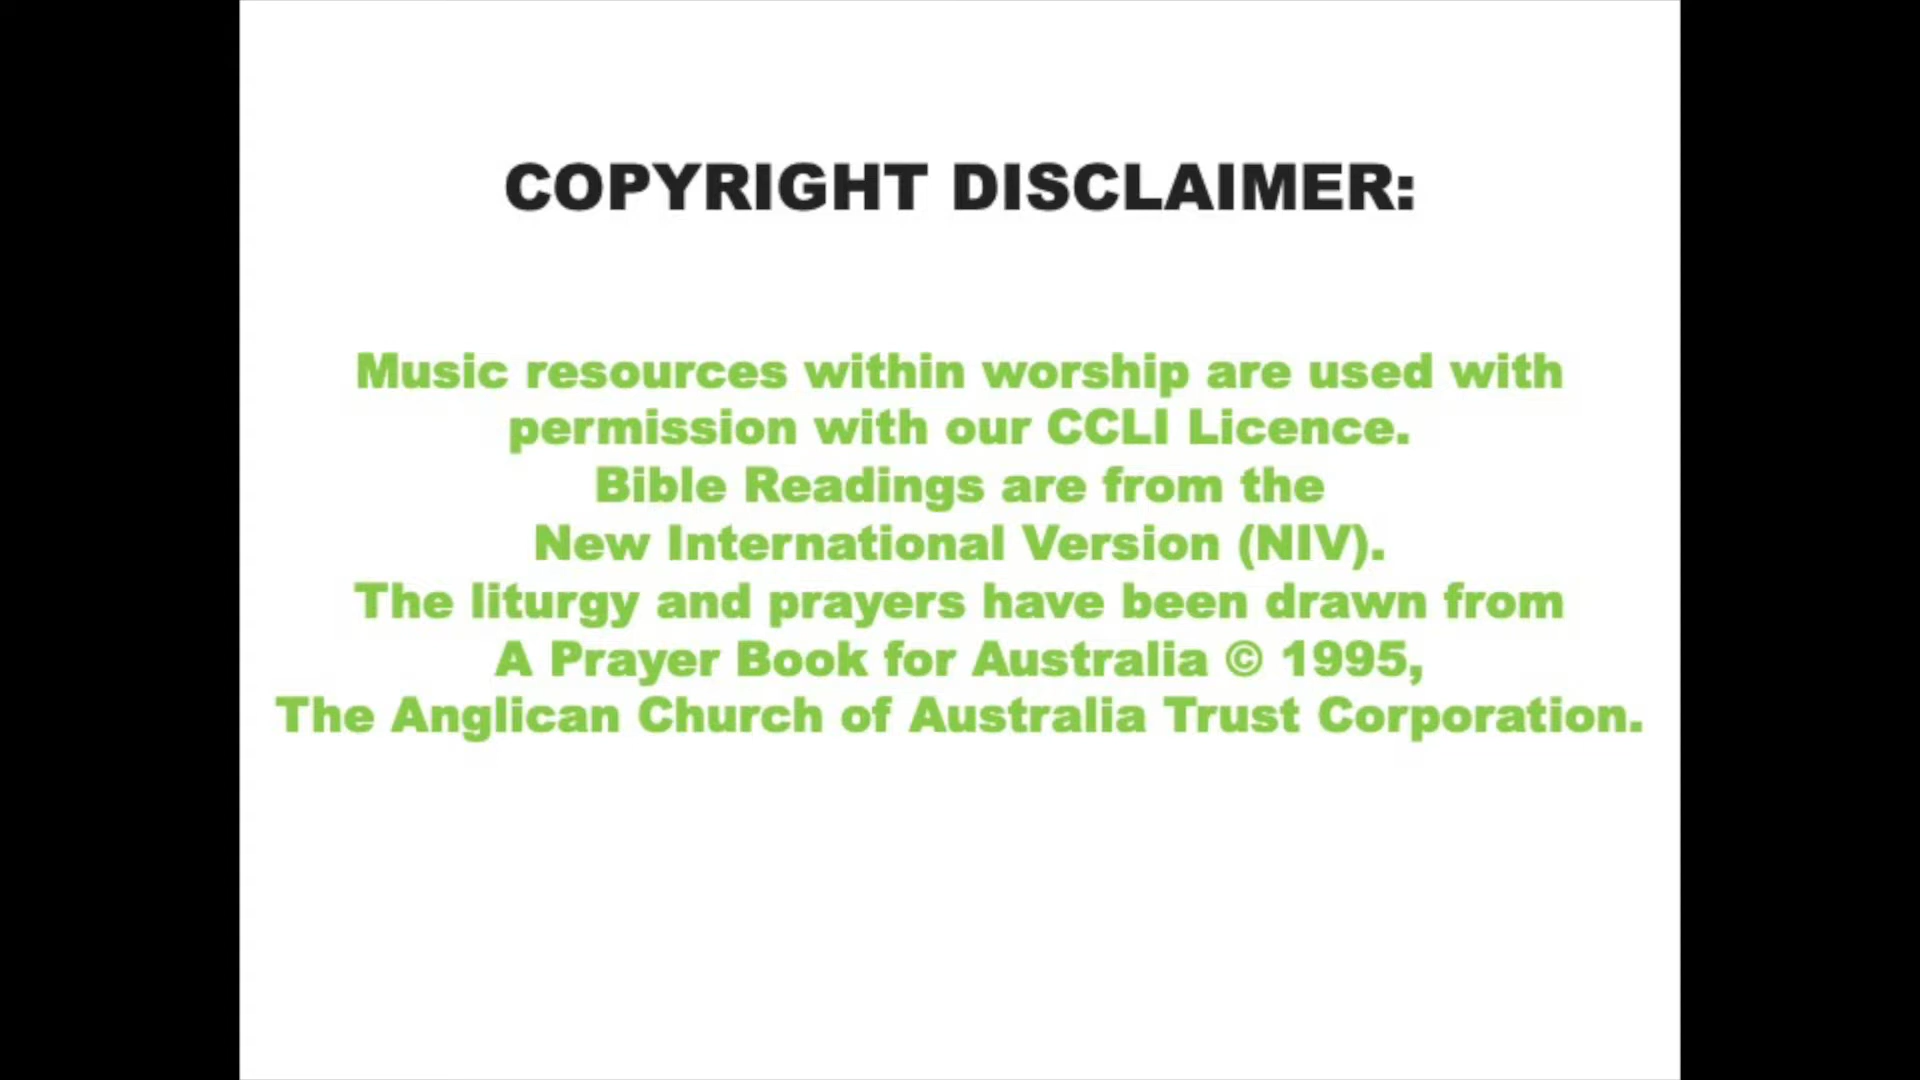 COPYRIGHT DISCLAIMER:
Music resources within worship are used with
permission with our CCLI Licence.
Bible Readings are from the
New International Version (NIV).
The liturgy and prayers have been drawn from
A Prayer Book for Australia © 1995,
The Anglican Church of Australia Trust Corporation.